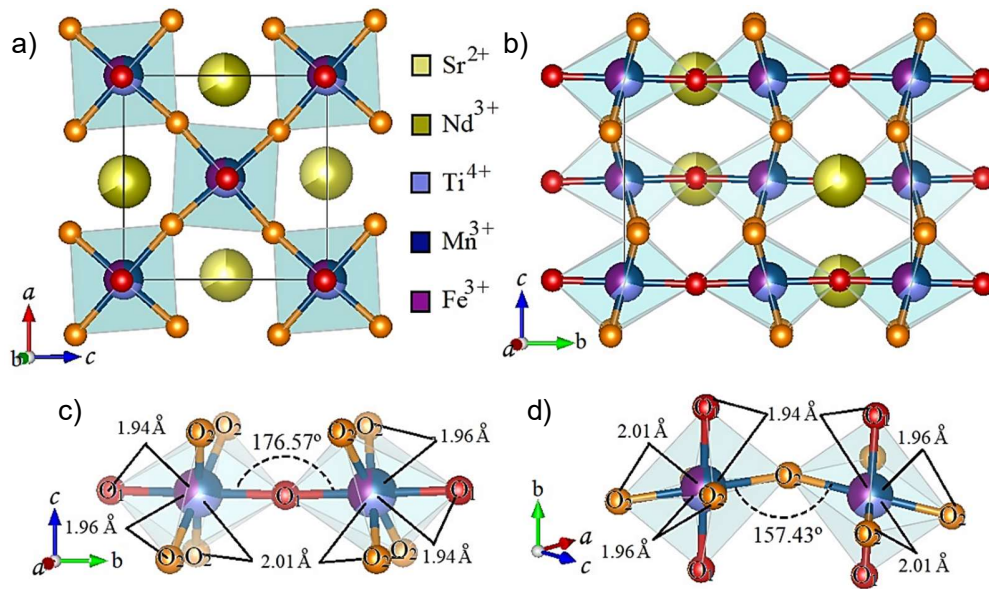 a)
Sr2+
Nd3+
Ti4+
Mn3+
Fe3+
a
b
c
b)
c
a
b
c)
1.94 Å
O2
O2
O2
O2
1.96 Å
176.57º
O1
O1
O1
c
a
b
1.96 Å
O2
O2
2.01 Å
O2
O2
1.94 Å
d)
O1
1.94 Å
O1
2.01 Å
1.96 Å
O2
O2
O2
O2
O2
b
a
c
1.96 Å
157.43º
O1
O1
2.01 Å